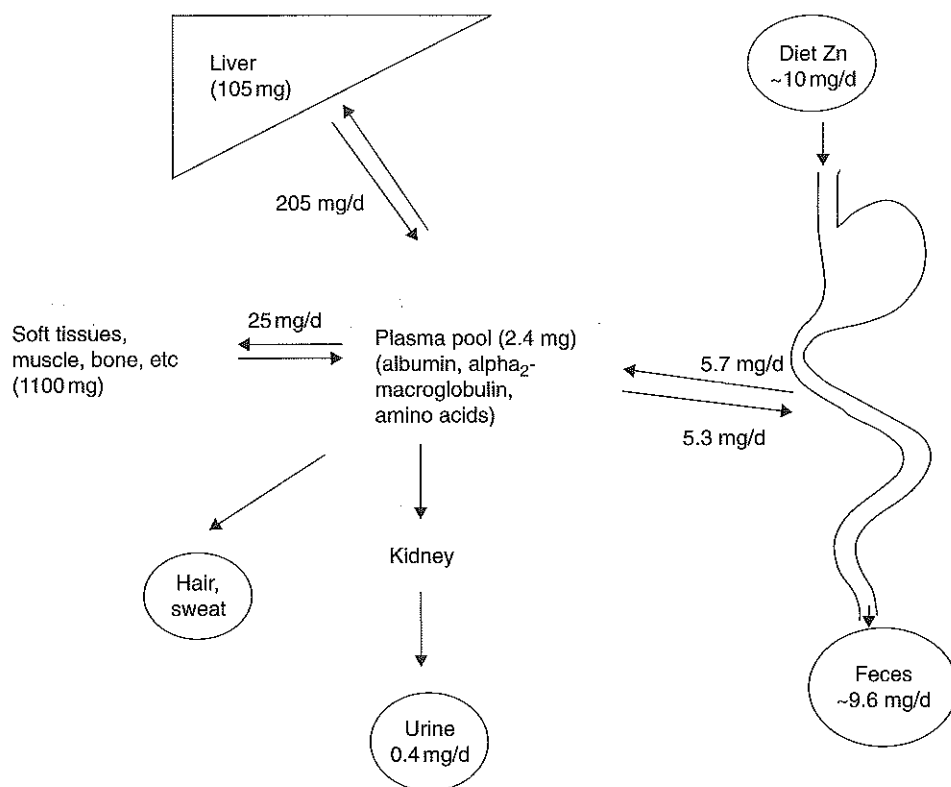 Liver
(105 mg)
Diet Zn
~10 mg/d
205 mg/d
Soft tissues,
muscle, bone, etc
(1100 mg)
25 mg/d
Plasma pool (2.4 mg)
(albumin, alpha₂-
macroglobulin,
amino acids)
5.7 mg/d
5.3 mg/d
Hair,
sweat
Kidney
Urine
0.4 mg/d
Feces
~9.6 mg/d